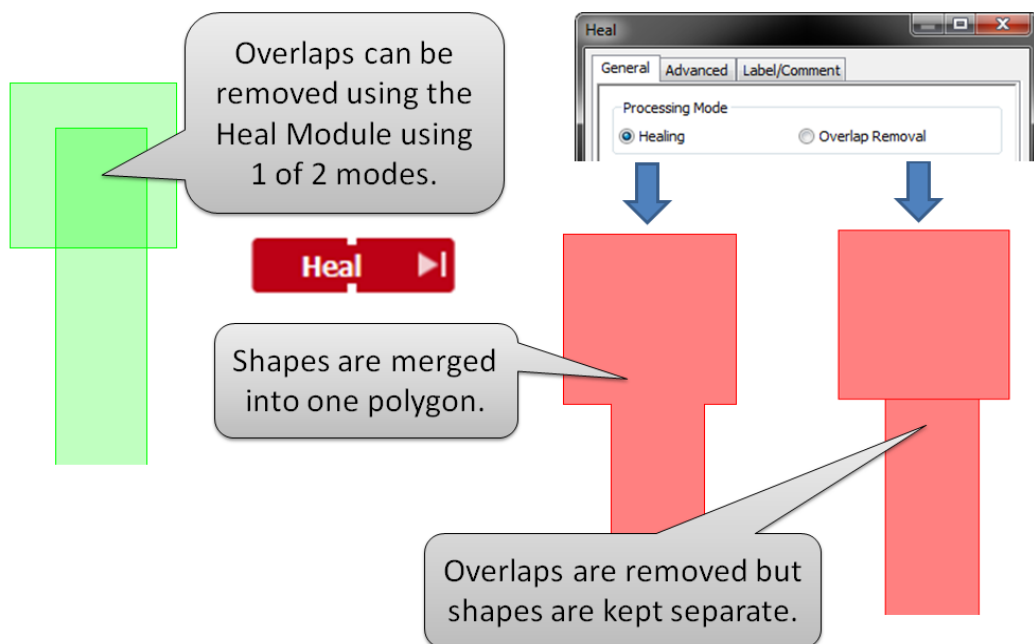 Overlaps can be
removed using the
Heal Module using
1 of 2 modes.
Heal
General
Advanced
Label/Comment
Processing Mode
Healing
Overlap Removal
Heal
Shapes are merged
into one polygon.
Overlaps are removed but
shapes are kept separate.